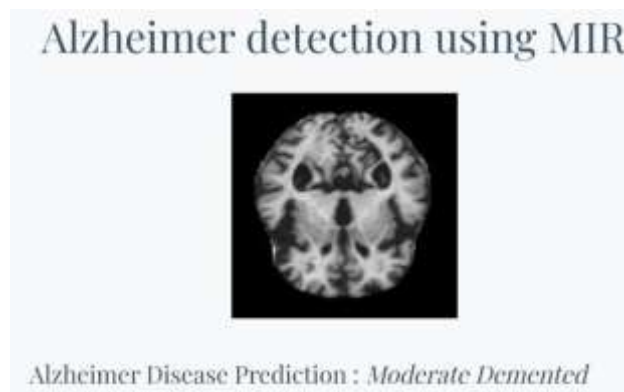 Alzheimer detection using MIR
Alzheimer Disease Prediction : Moderate Demented